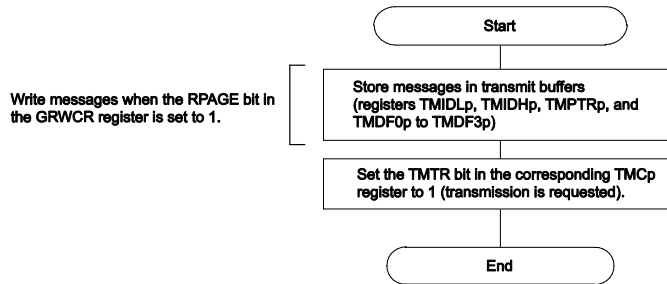 Start
Write messages when the RPAGE bit in
the GRWCR register is set to 1.
Store messages in transmit buffers
(registers TMIDLp, TMIDHp, TMPTRp, and
TMDF0p to TMDF3p)
Set the TMTR bit in the corresponding TMCp
register to 1 (transmission is requested).
End